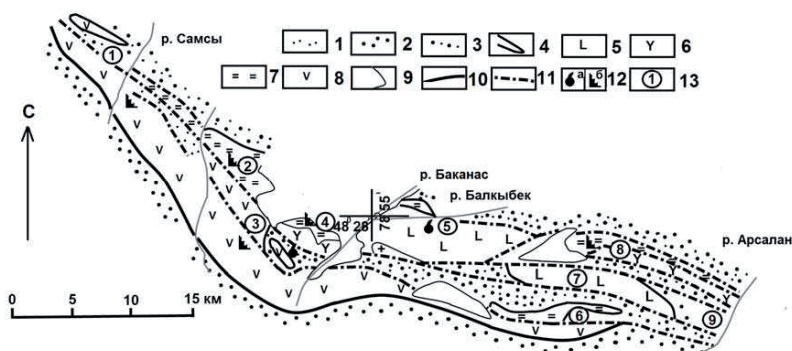 р. Самсы
1 2 3 4 L 5 Y 6
= = 7 v 8 9 10 11 а б 12 1 13
С
р. Баканас
р. Балкыбек
р. Арсалан
1
2
3
4
48 28'
78 55'
5
6
7
8
9
0 5 10 15 км